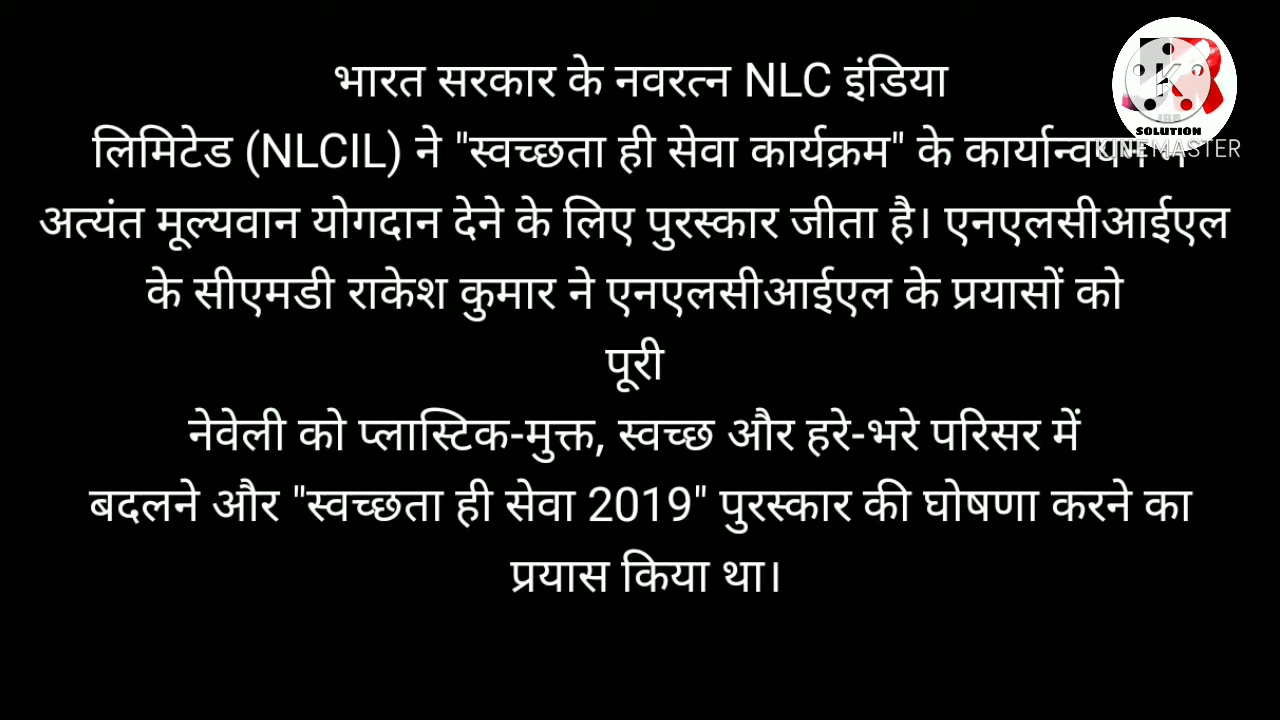 भारत सरकार के नवरत्न NLC इंडिया
लिमिटेड (NLCIL) ने "स्वच्छता ही सेवा कार्यक्रम" के कार्यान्वयन में
अत्यंत मूल्यवान योगदान देने के लिए पुरस्कार जीता है। एनएलसीआईएल
के सीएमडी राकेश कुमार ने एनएलसीआईएल के प्रयासों को
पूरी
नेवेली को प्लास्टिक-मुक्त, स्वच्छ और हरे-भरे परिसर में
बदलने और "स्वच्छता ही सेवा 2019" पुरस्कार की घोषणा करने का
प्रयास किया था।
SOLUTION
KINEMASTER